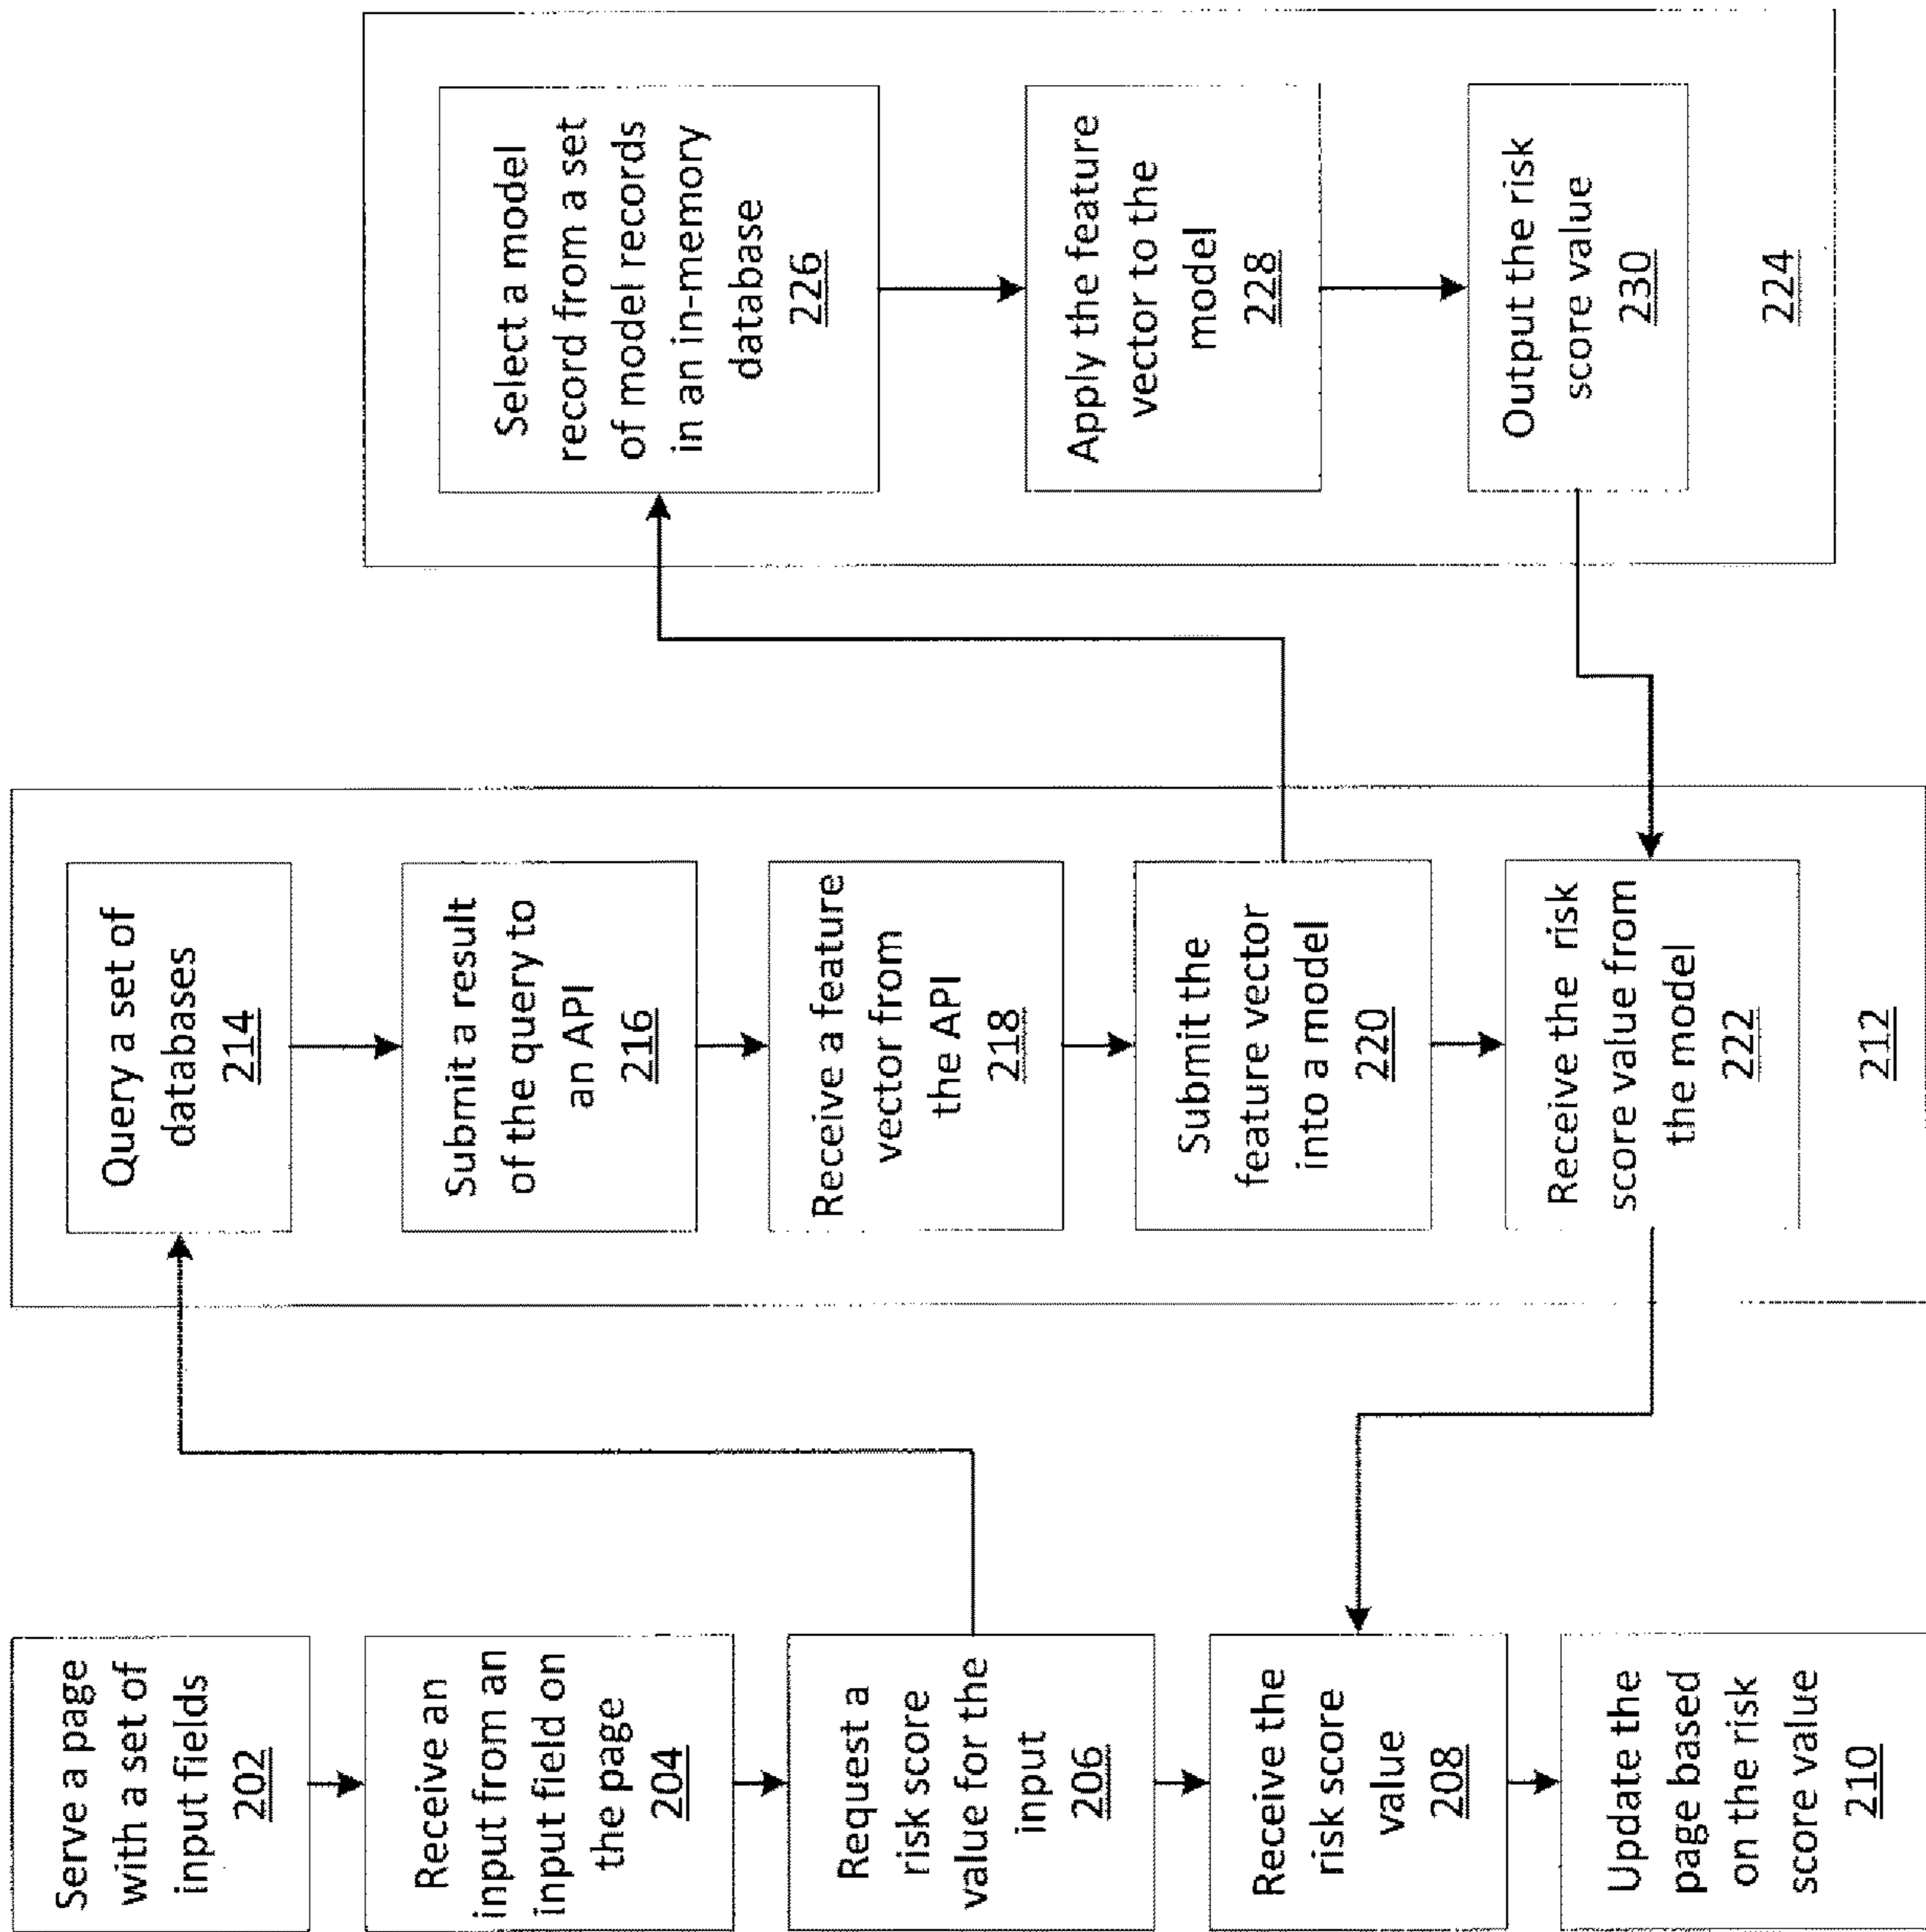 Serve a page
with a set of
input fields
202
Receive an
input from an
input field on
the page
204
Request a
risk score
value for the
input
206
Receive the
risk score
value
208
Update the
page based
on the risk
score value
210
Query a set of
databases
214
Submit a result
of the query to
an API
216
Receive a feature
vector from
the API
218
Submit the
feature vector
into a model
220
Receive the risk
score value from
the model
222
212
Select a model
record from a set
of model records
in an in-memory
database
226
Apply the feature
vector to the
model
228
Output the risk
score value
230
224